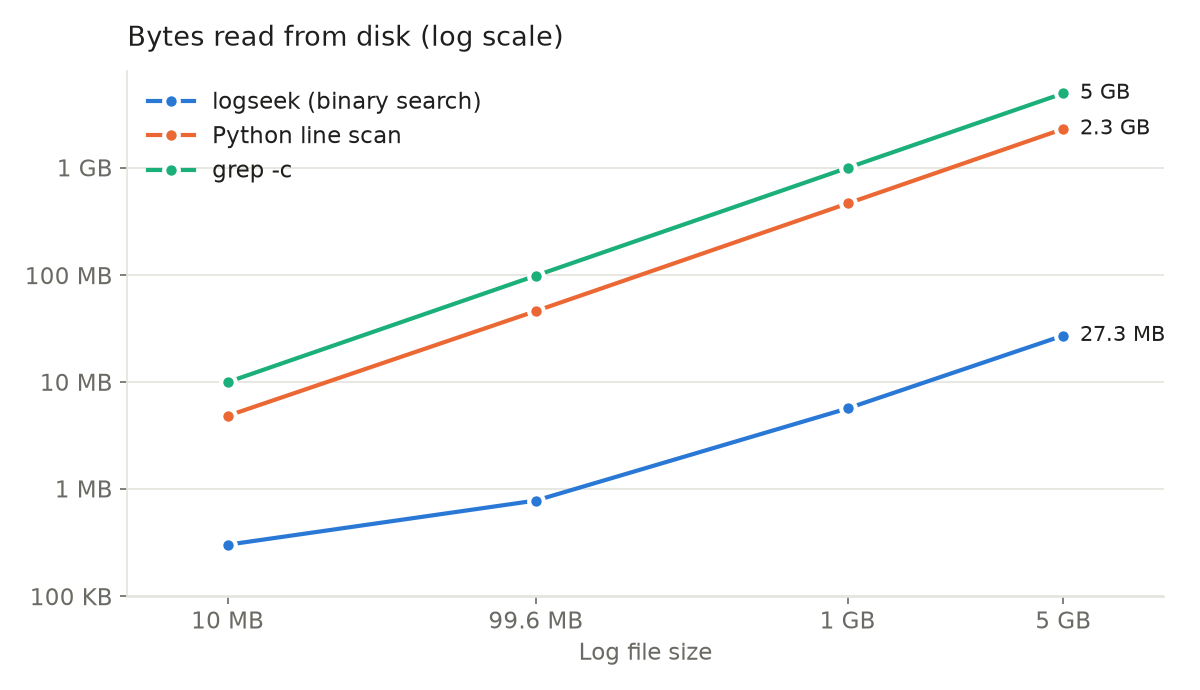 Bytes read from disk (log scale)
logseek (binary search)
Python line scan
grep -c
5 GB
2.3 GB
27.3 MB
1 GB
100 MB
10 MB
1 MB
100 KB
10 MB
99.6 MB
1 GB
5 GB
Log file size